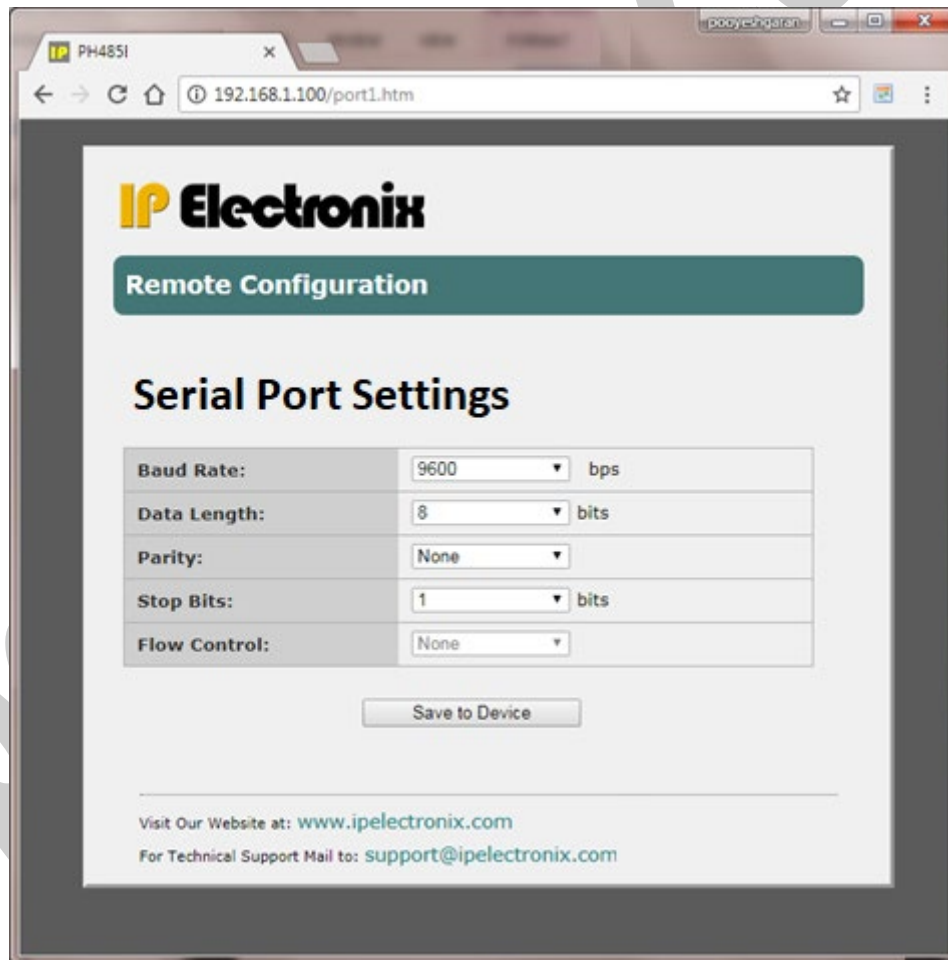 pooyeshgaran
PH485I
192.168.1.100/port1.htm
IP Electronix
Remote Configuration
Serial Port Settings
Baud Rate: 9600 bps
Data Length: 8 bits
Parity: None
Stop Bits: 1 bits
Flow Control: None
Save to Device
Visit Our Website at: www.ipelectronix.com
For Technical Support Mail to: support@ipelectronix.com